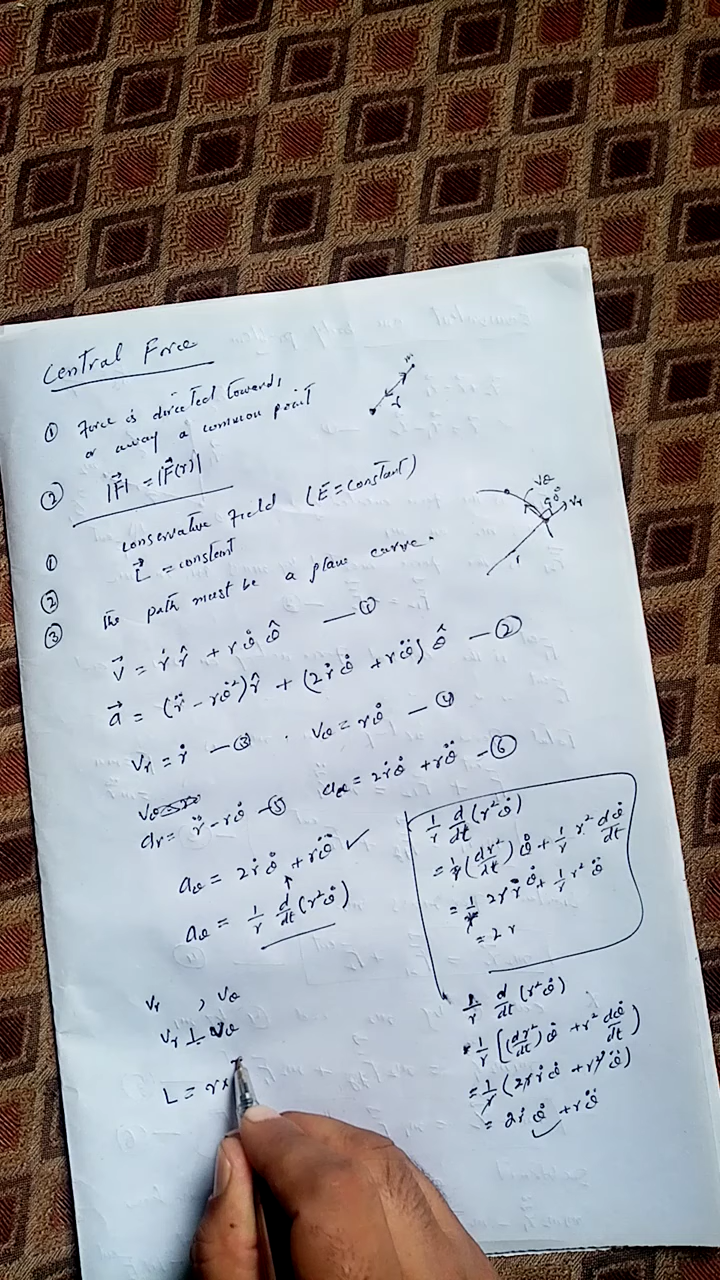 Central Force
① Force is directed towards
or away a common point
② |F⃗| = |F⃗(r)|
① conservative Field (E = constant)
② L⃗ = constant
③ The path must be a plane curve.
vθ
90°
vr
r
v⃗ = ṙ r̂ + r θ̇ θ̂ — ①
a⃗ = (r̈ - rθ̇²) r̂ + (2ṙθ̇ + rθ̈) θ̂ — ②
vr = ṙ — ③ . vθ = rθ̇ — ④
ar = r̈ - rθ̇ — ⑤ aθ = 2ṙθ̇ + rθ̈ — ⑥
aθ = 2ṙθ̇ + rθ̈ ✓
aθ = 1/r d/dt (r²θ̇)
1/r d/dt (r²θ̇)
= 1/r (dr²/dt) θ̇ + 1/r r² dθ̇/dt
= 1/r 2r ṙ θ̇ + 1/r r² θ̈
= 2 r
vr , vθ
vr ⊥ vθ
L = r ×
1/r d/dt (r²θ̇)
= 1/r [(dr²/dt) θ̇ + r² dθ̇/dt)
= 1/r (2rṙθ̇ + r²θ̈)
= 2ṙθ̇ + rθ̈